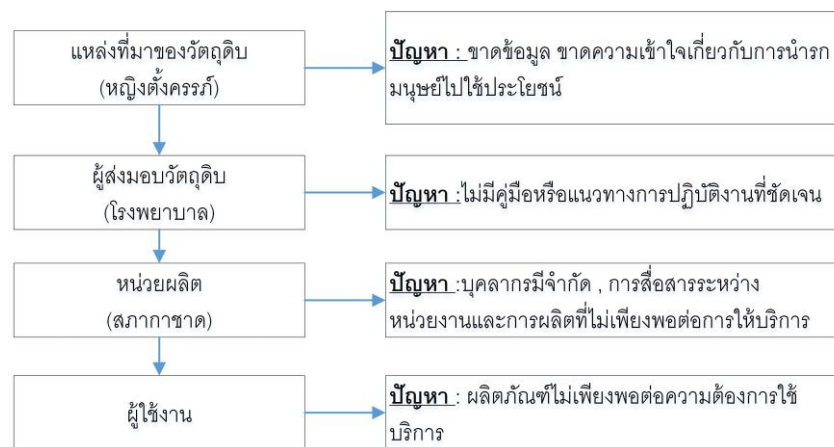 แหล่งที่มาของวัตถุดิบ
(หญิงตั้งครรภ์)
ปัญหา : ขาดข้อมูล ขาดความเข้าใจเกี่ยวกับการนำรก
มนุษย์ไปใช้ประโยชน์
ผู้ส่งมอบวัตถุดิบ
(โรงพยาบาล)
ปัญหา :ไม่มีคู่มือหรือแนวทางการปฏิบัติงานที่ชัดเจน
หน่วยผลิต
(สภากาชาด)
ปัญหา :บุคลากรมีจำกัด , การสื่อสารระหว่าง
หน่วยงานและการผลิตที่ไม่เพียงพอต่อการให้บริการ
ผู้ใช้งาน
ปัญหา : ผลิตภัณฑ์ไม่เพียงพอต่อความต้องการใช้
บริการ